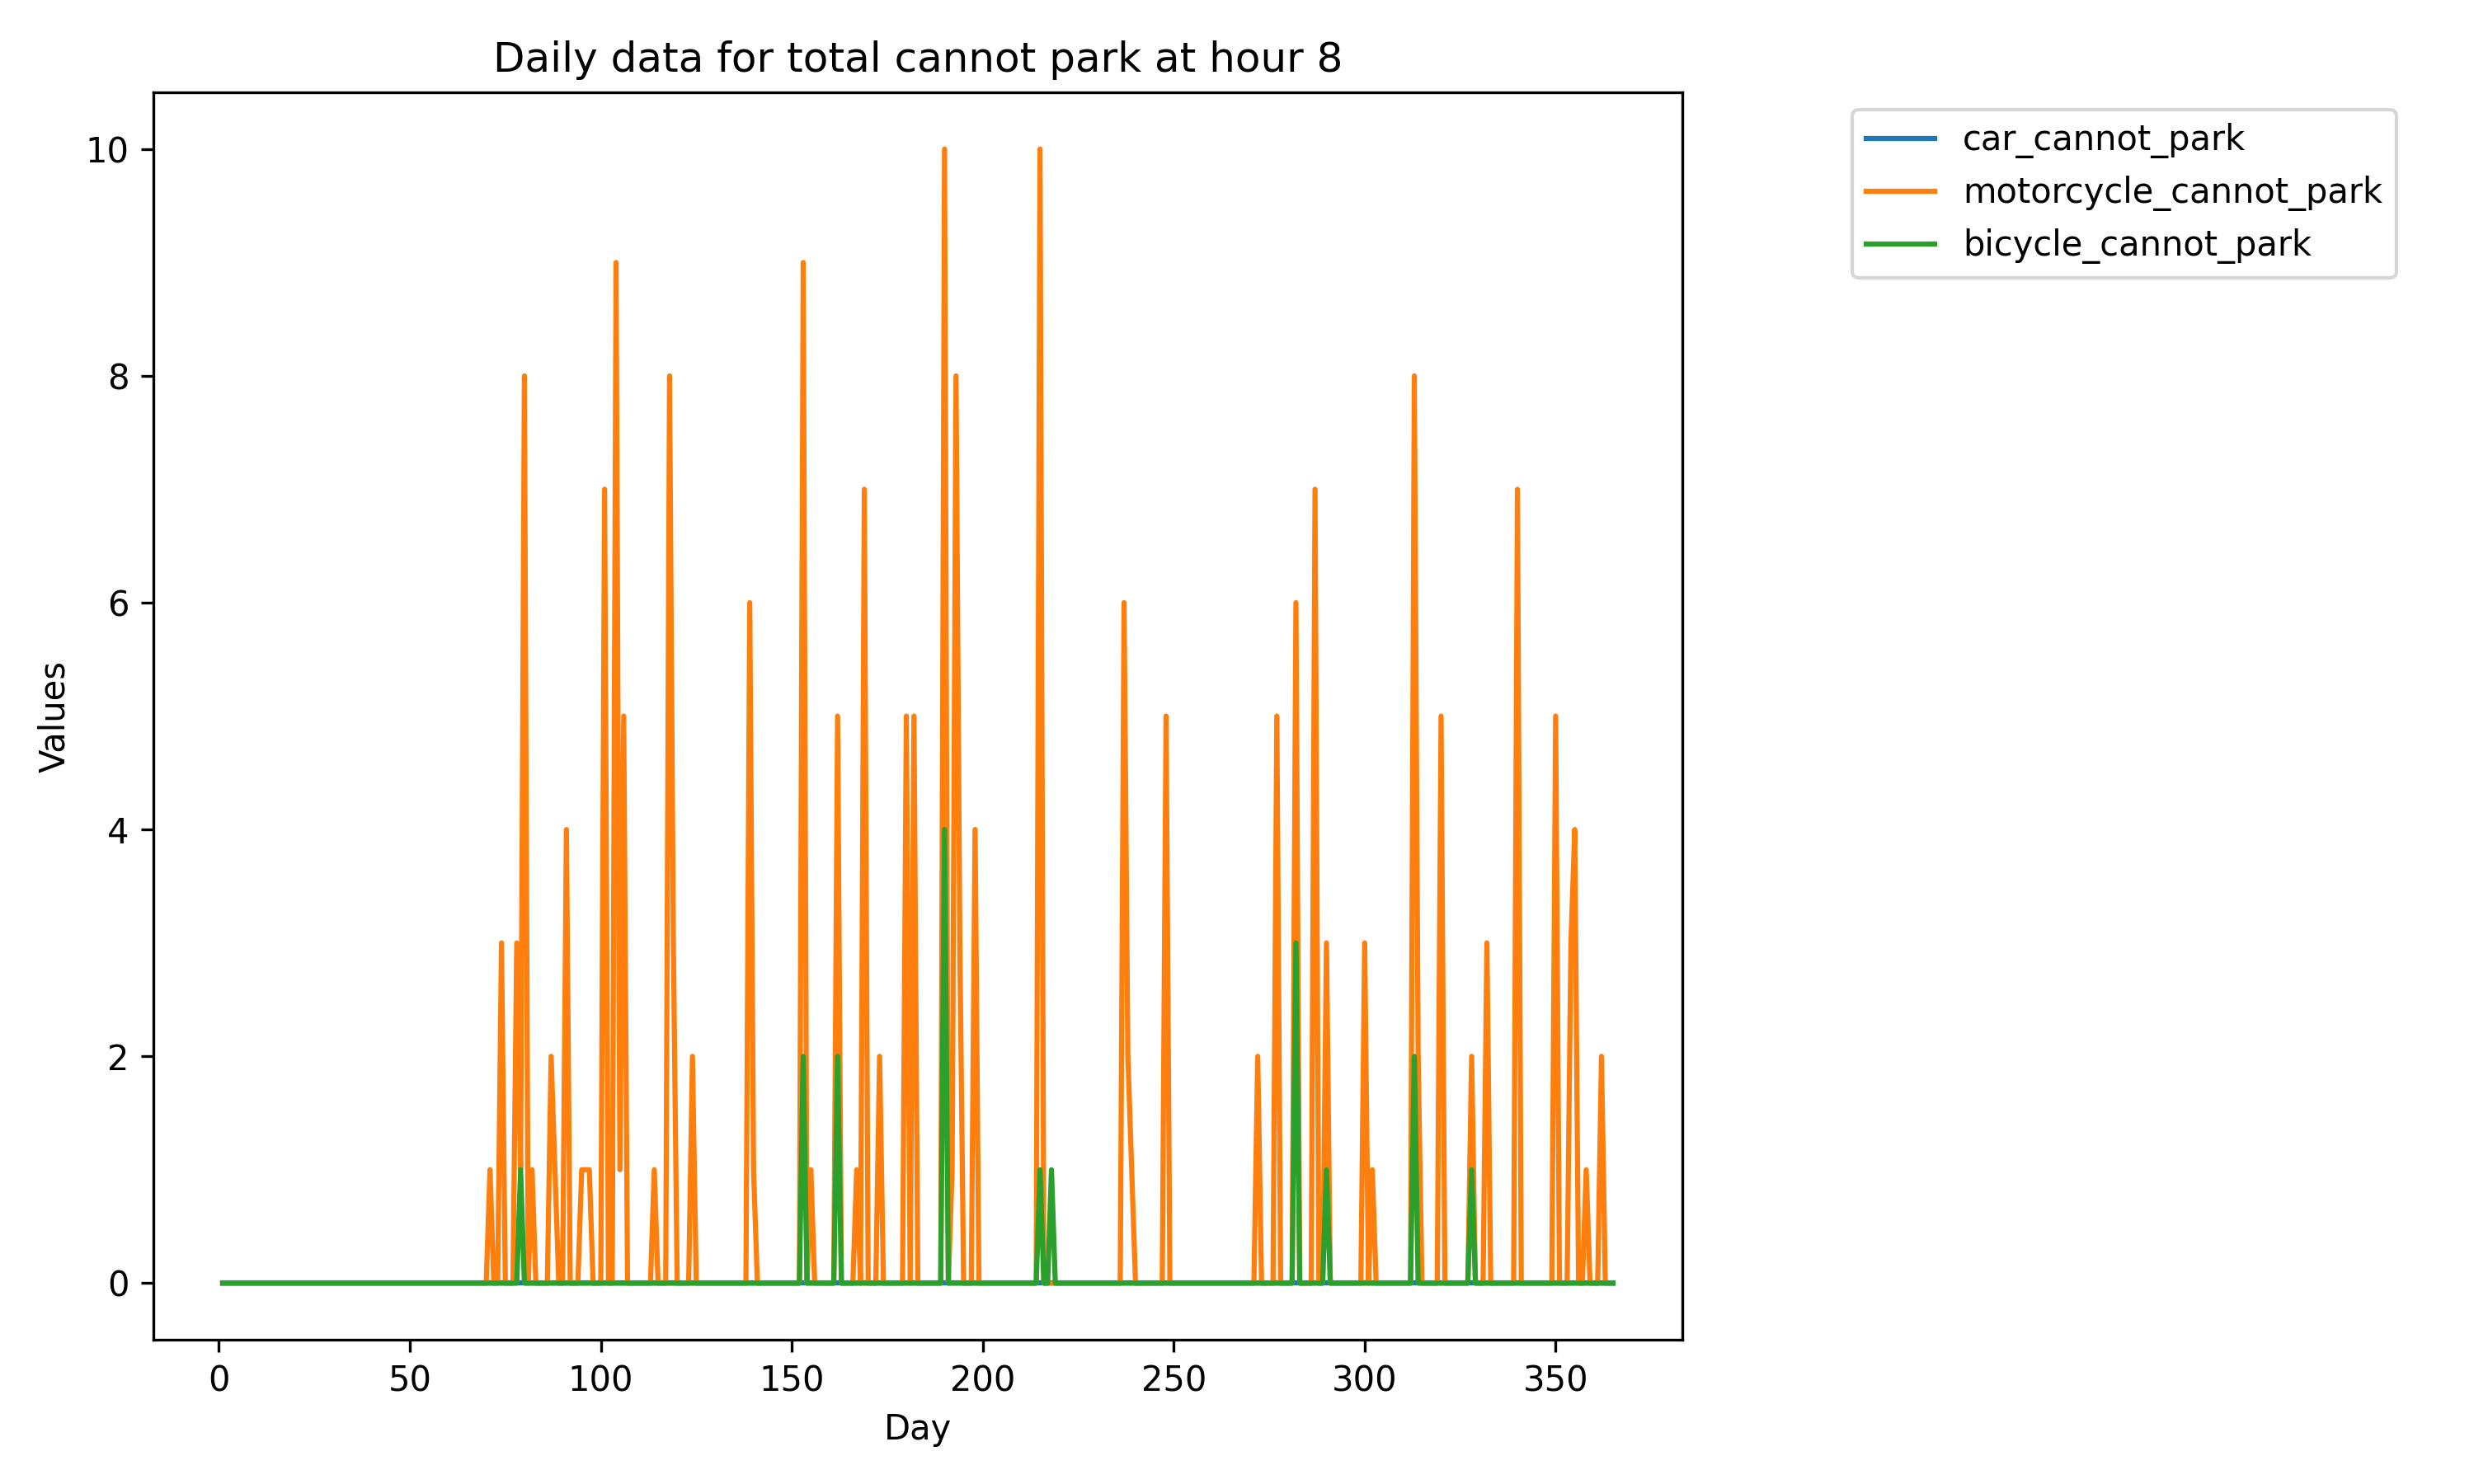 Daily data for total cannot park at hour 8
car_cannot_park
motorcycle_cannot_park
bicycle_cannot_park
10
8
6
4
2
0
Values
0 50 100 150 200 250 300 350
Day